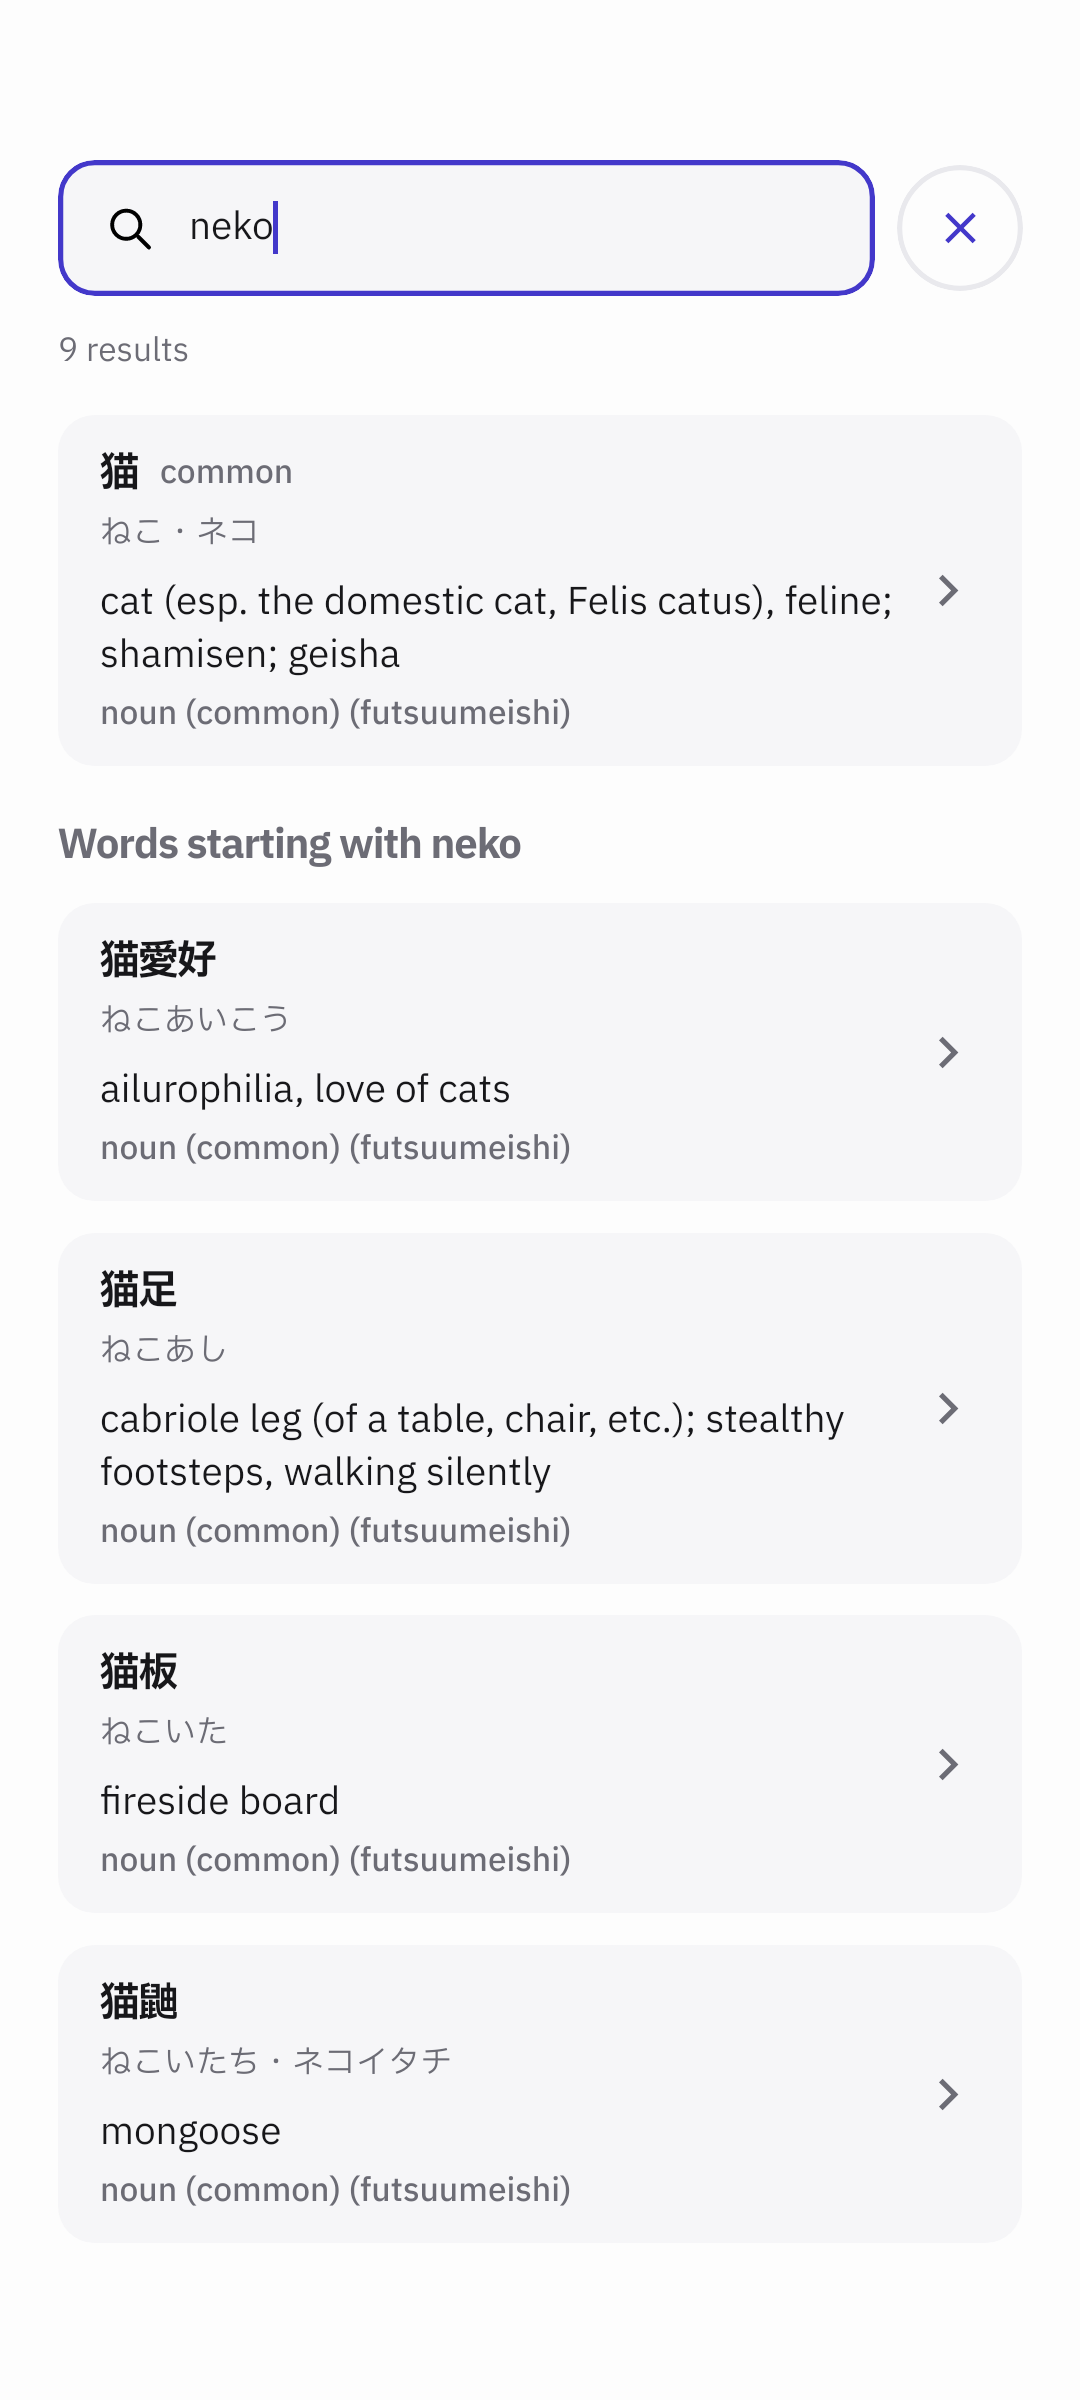 neko
9 results
猫 common
ねこ・ネコ
cat (esp. the domestic cat, Felis catus), feline;
shamisen; geisha
noun (common) (futsuumeishi)
Words starting with neko
猫愛好
ねこあいこう
ailurophilia, love of cats
noun (common) (futsuumeishi)
猫足
ねこあし
cabriole leg (of a table, chair, etc.); stealthy
footsteps, walking silently
noun (common) (futsuumeishi)
猫板
ねこいた
fireside board
noun (common) (futsuumeishi)
猫鼬
ねこいたち・ネコイタチ
mongoose
noun (common) (futsuumeishi)